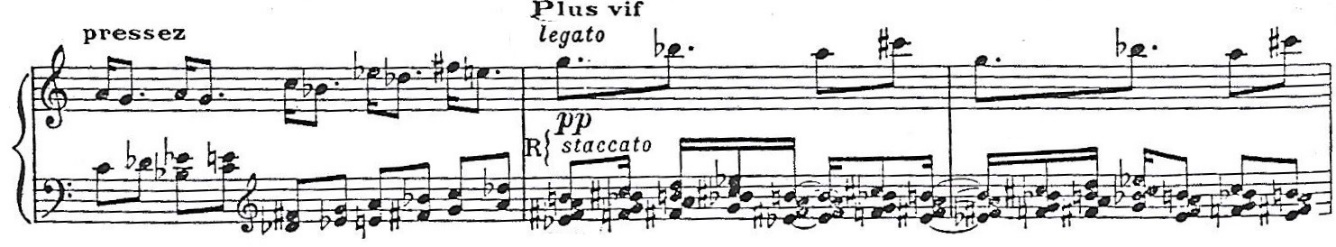 Plus vif
pressez
legato
pp
R{ staccato